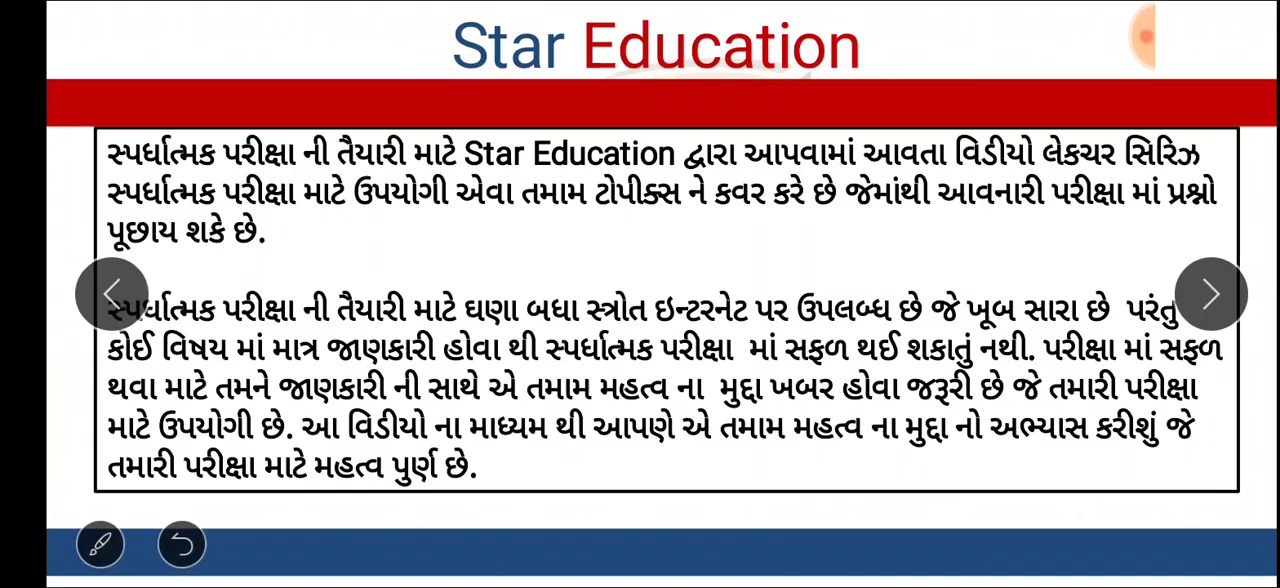 Star Education
સ્પર્ધાત્મક પરીક્ષા ની તૈયારી માટે Star Education દ્વારા આપવામાં આવતા વિડીયો લેકચર સિરિઝ
સ્પર્ધાત્મક પરીક્ષા માટે ઉપયોગી એવા તમામ ટોપીક્સ ને કવર કરે છે જેમાંથી આવનારી પરીક્ષા માં પ્રશ્નો
પૂછાય શકે છે.
સ્પર્ધાત્મક પરીક્ષા ની તૈયારી માટે ઘણા બધા સ્ત્રોત ઇન્ટરનેટ પર ઉપલબ્ધ છે જે ખૂબ સારા છે પરંતુ
કોઈ વિષય માં માત્ર જાણકારી હોવા થી સ્પર્ધાત્મક પરીક્ષા માં સફળ થઈ શકાતું નથી. પરીક્ષા માં સફળ
થવા માટે તમને જાણકારી ની સાથે એ તમામ મહત્વ ના મુદ્દા ખબર હોવા જરૂરી છે જે તમારી પરીક્ષા
માટે ઉપયોગી છે. આ વિડીયો ના માધ્યમ થી આપણે એ તમામ મહત્વ ના મુદ્દા નો અભ્યાસ કરીશું જે
તમારી પરીક્ષા માટે મહત્વ પુર્ણ છે.